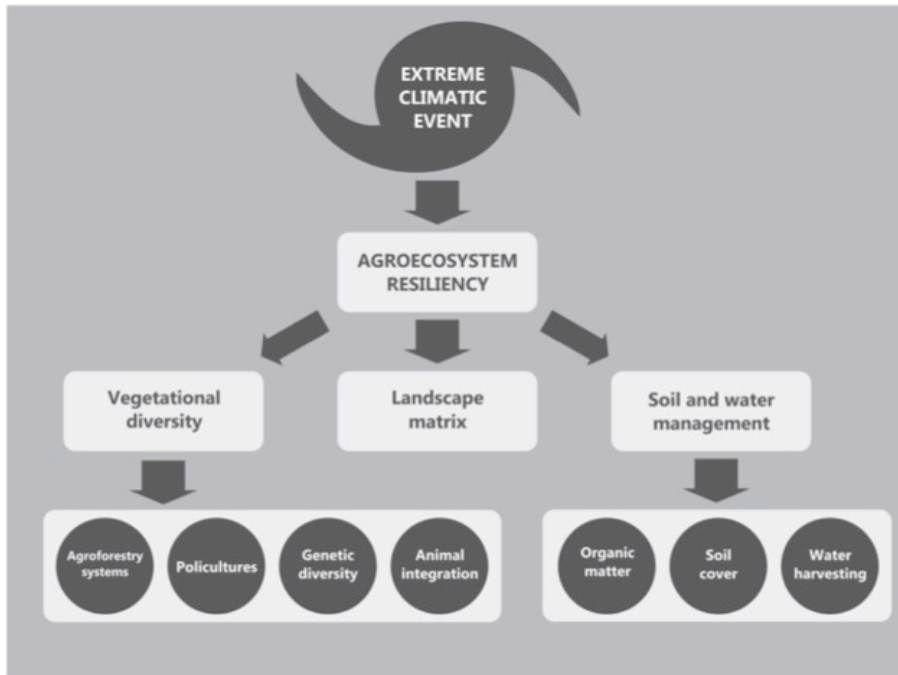 EXTREME
CLIMATIC
EVENT
AGROECOSYSTEM
RESILIENCY
Vegetational
diversity
Landscape
matrix
Soil and water
management
Agroforestry
systems
Policultures
Genetic
diversity
Animal
integration
Organic
matter
Soil
cover
Water
harvesting